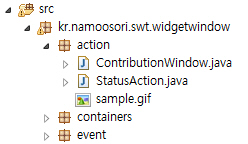 src
kr.namoosori.swt.widgetwindow
action
ContributionWindow.java
StatusAction.java
sample.gif
containers
event